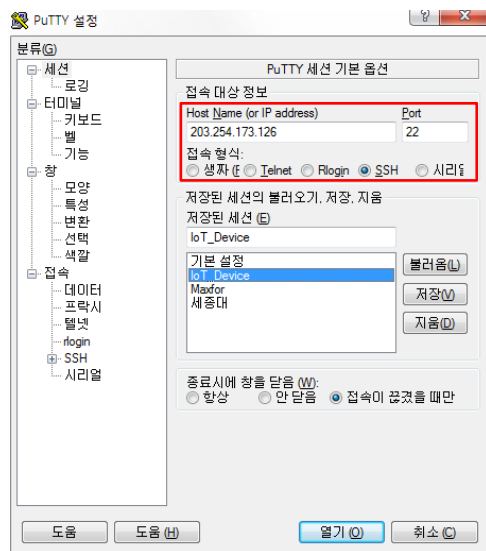 PuTTY 설정
분류(G)
세션
로깅
터미널
키보드
벨
기능
창
모양
특성
변환
선택
색깔
접속
데이터
프락시
텔넷
rlogin
SSH
시리얼
PuTTY 세션 기본 옵션
접속 대상 정보
Host Name (or IP address) Port
203.254.173.126 22
접속 형식:
생짜(F Telnet Rlogin SSH 시리얼
저장된 세션의 불러오기, 저장, 지움
저장된 세션 (E)
IoT_Device
기본 설정
IoT_Device
Maxfor
세종대
불러옴(L)
저장(V)
지움(D)
종료시에 창을 닫음 (W):
항상 안 닫음 접속이 끊겼을 때만
도움 도움 (H) 열기 (O) 취소 (C)